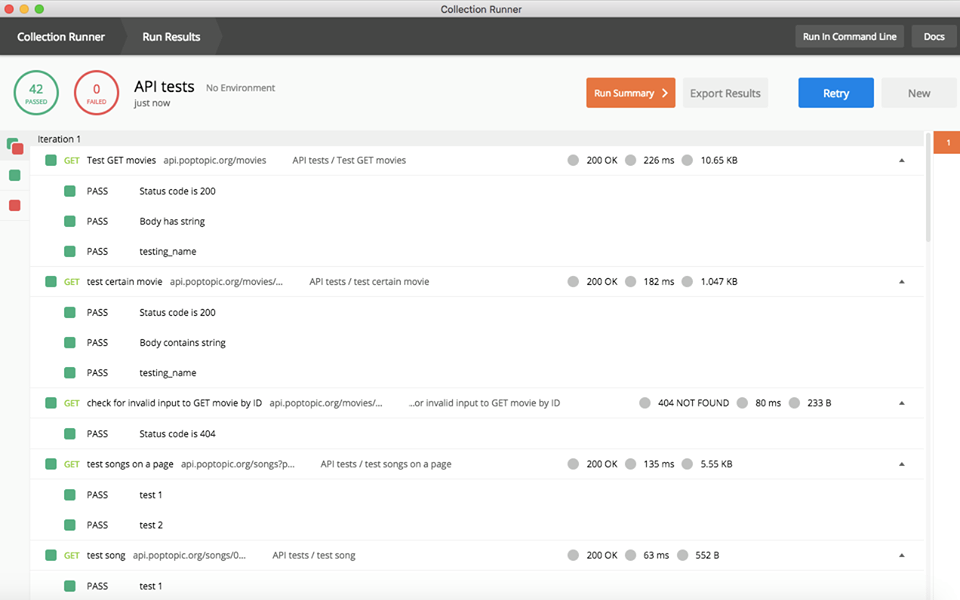 Collection Runner
Collection Runner Run Results Run In Command Line Docs
42 PASSED 0 FAILED API tests No Environment Run Summary Export Results Retry New
just now
Iteration 1 1
GET Test GET movies api.poptopic.org/movies API tests / Test GET movies 200 OK 226 ms 10.65 KB
PASS Status code is 200
PASS Body has string
PASS testing_name
GET test certain movie api.poptopic.org/movies/... API tests / test certain movie 200 OK 182 ms 1.047 KB
PASS Status code is 200
PASS Body contains string
PASS testing_name
GET check for invalid input to GET movie by ID api.poptopic.org/movies/... ...or invalid input to GET movie by ID 404 NOT FOUND 80 ms 233 B
PASS Status code is 404
GET test songs on a page api.poptopic.org/songs?p... API tests / test songs on a page 200 OK 135 ms 5.55 KB
PASS test 1
PASS test 2
GET test song api.poptopic.org/songs/0... API tests / test song 200 OK 63 ms 552 B
PASS test 1